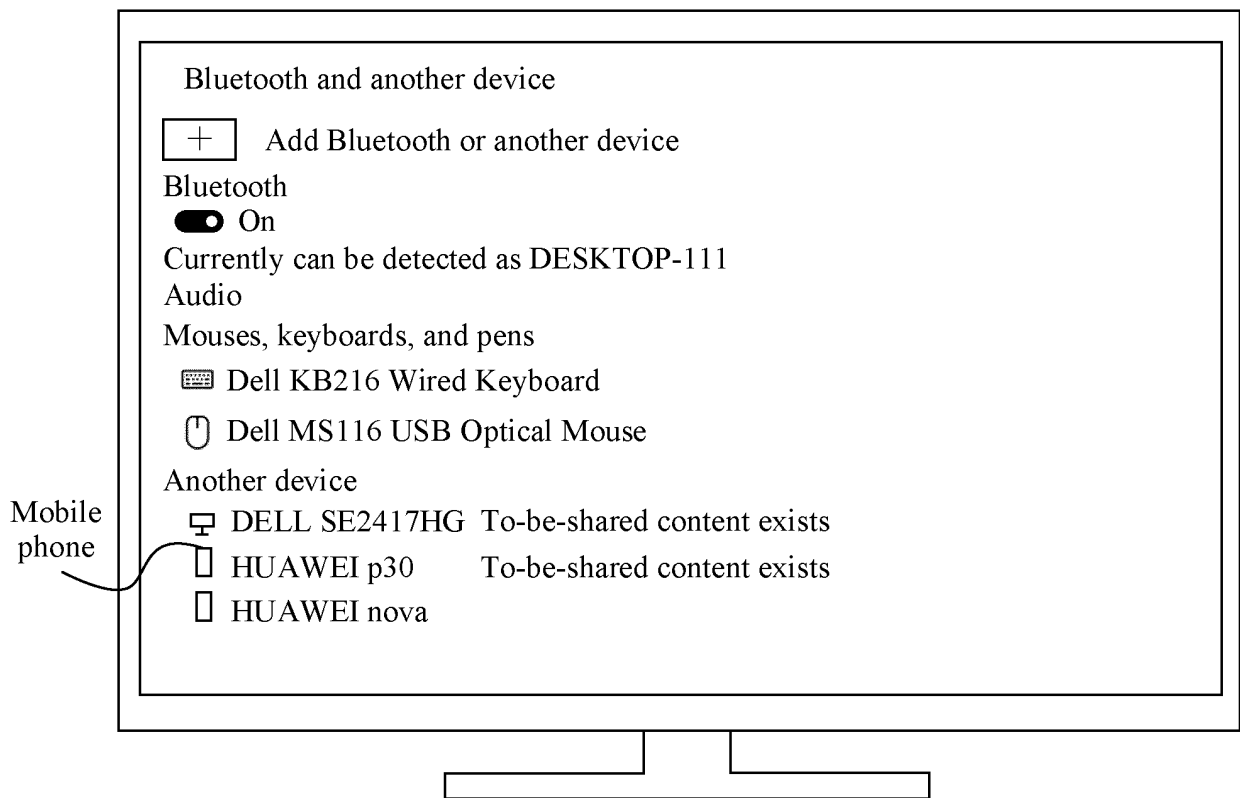 Bluetooth and another device
+ Add Bluetooth or another device
Bluetooth
On
Currently can be detected as DESKTOP-111
Audio
Mouses, keyboards, and pens
Dell KB216 Wired Keyboard
Dell MS116 USB Optical Mouse
Another device
DELL SE2417HG To-be-shared content exists
HUAWEI p30 To-be-shared content exists
HUAWEI nova
Mobile
phone